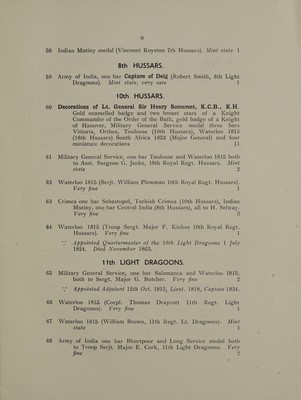 9
58 Indian Mutiny medal (Viscount Royston 7th Hussars). Mint state 1
8th HUSSARS.
59 Army of India, one bar Capture of Deig (Robert Smith, 8th Light
Dragoons). Mint state, very rare 1
10th HUSSARS.
60 Decorations of Lt. General Sir Henry Somerset, K.C.B., K.H.
Gold enamelled badge and two breast stars of a Knight
Commander of the Order of the Bath, gold badge of a Knight
of Hanover, Military General Service medal three bars
Vittoria, Orthes, Toulouse (10th Hussars), Waterloo 1815
(18th Hussars) South Africa 1853 (Major General) and four
miniature decorations 11
61 Military General Service, one bar Toulouse and Waterloo 1815 both
to Asst. Surgeon G. Jenks, 10th Royal Regt. Hussars. Mint
state 2
62 Waterloo 1815 (Serjt. William Plowman 10th Royal Regt. Hussars).
Very fine 1
63 Crimea one bar Sebastopol, Turkish Crimea (10th Hussars), Indian
Mutiny, one bar Central India (8th Hussars), all to H. Selway.
Very fine 3
64 Waterloo 1815 (Troop Sergt. Major F. Kinkee 10th Royal Regt.
Hussars). Very fine 1
*** Appointed Quartermaster of the 10th Light Dragoons 1 July
1824. Died November 1863.
11th LIGHT DRAGOONS.
65 Military General Service, one bar Salamanca and Waterloo 1815,
both to Sergt. Major G. Butcher. Very fine 2
*** Appointed Adjutant 12th Oct. 1815, Lieut. 1818, Captain 1834.
66 Waterloo 1815 (Corpl. Thomas Draycott 11th Regt. Light
Dragoons). Very fine 1
67 Waterloo 1815 (William Brown, 11th Regt. Lt. Dragoons). Mint
state 1
68 Army of India one bar Bhurtpoor and Long Service medal both
to Troop Serjt. Major E. Cork, 11th Light Dragoons. Very
fine 2